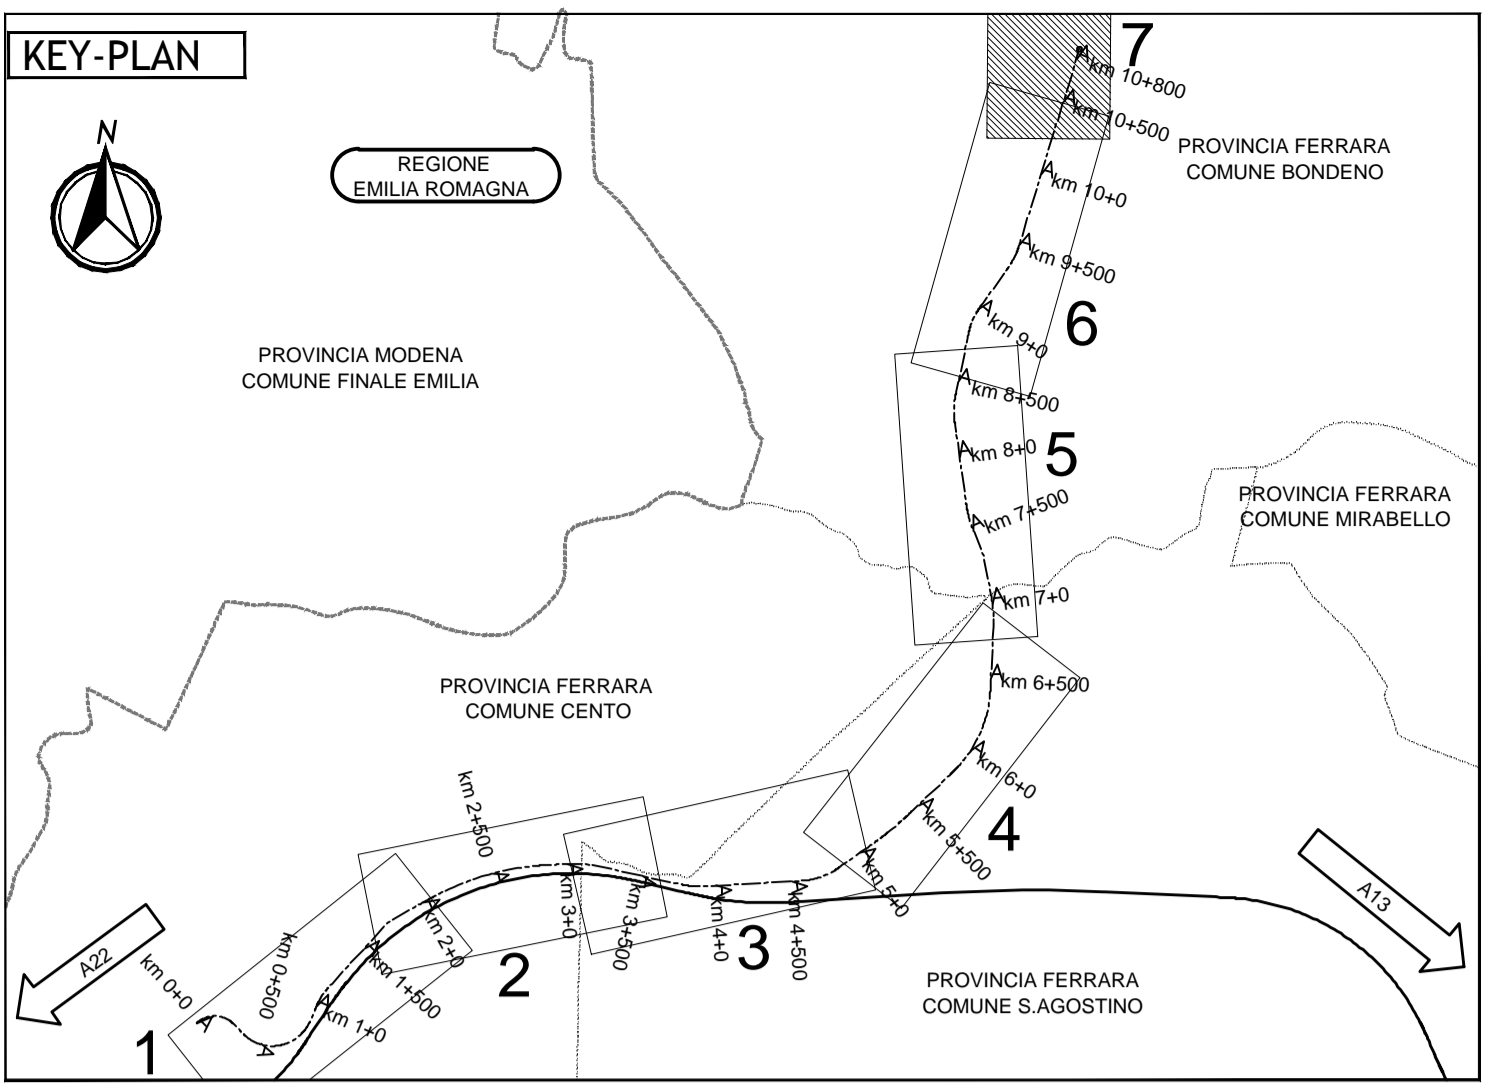 KEY-PLAN
N
REGIONE
EMILIA ROMAGNA
7
km 10+800
km 10+500
PROVINCIA FERRARA
COMUNE BONDENO
km 10+0
km 9+500
6
km 9+0
PROVINCIA MODENA
COMUNE FINALE EMILIA
km 8+500
km 8+0
5
km 7+500
PROVINCIA FERRARA
COMUNE MIRABELLO
km 7+0
km 6+500
PROVINCIA FERRARA
COMUNE CENTO
km 6+0
km 5+500
4
km 5+0
km 4+500
km 4+0
3
km 3+500
km 3+0
km 2+500
2
km 2+0
km 1+500
km 1+0
km 0+500
km 0+0
1
A22
A13
PROVINCIA FERRARA
COMUNE S.AGOSTINO